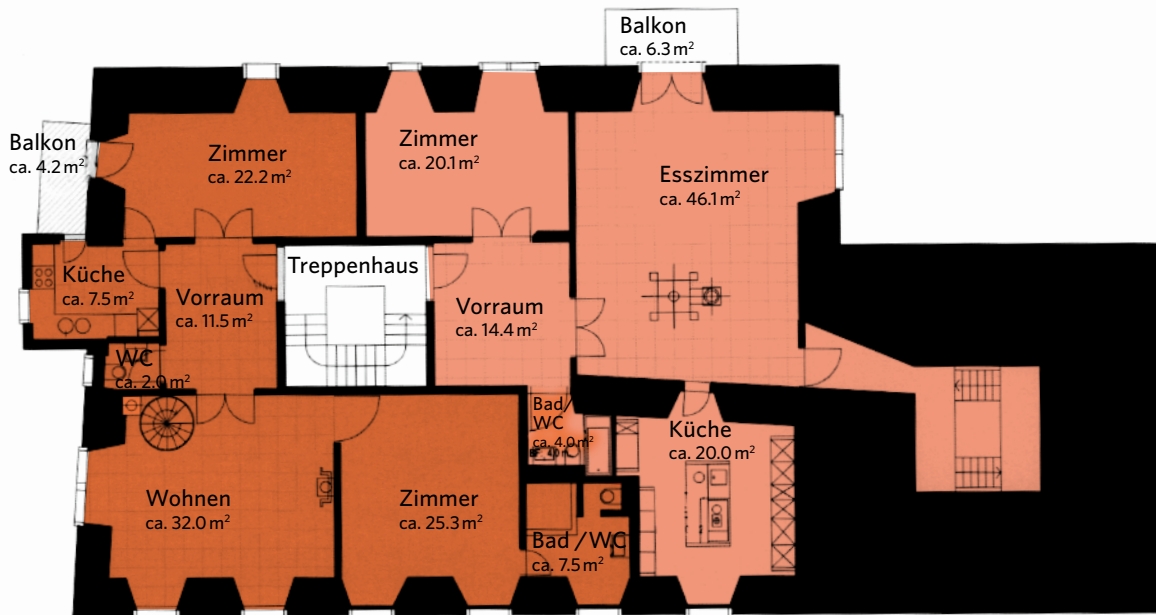 Balkon
ca. 6.3 m²
Balkon
ca. 4.2 m²
Zimmer
ca. 22.2 m²
Zimmer
ca. 20.1 m²
Esszimmer
ca. 46.1 m²
Küche
ca. 7.5 m²
Vorraum
ca. 11.5 m²
Treppenhaus
Vorraum
ca. 14.4 m²
WC
ca. 2.0 m²
Bad/
WC
ca. 4.0 m²
Küche
ca. 20.0 m²
Wohnen
ca. 32.0 m²
Zimmer
ca. 25.3 m²
Bad / WC
ca. 7.5 m²